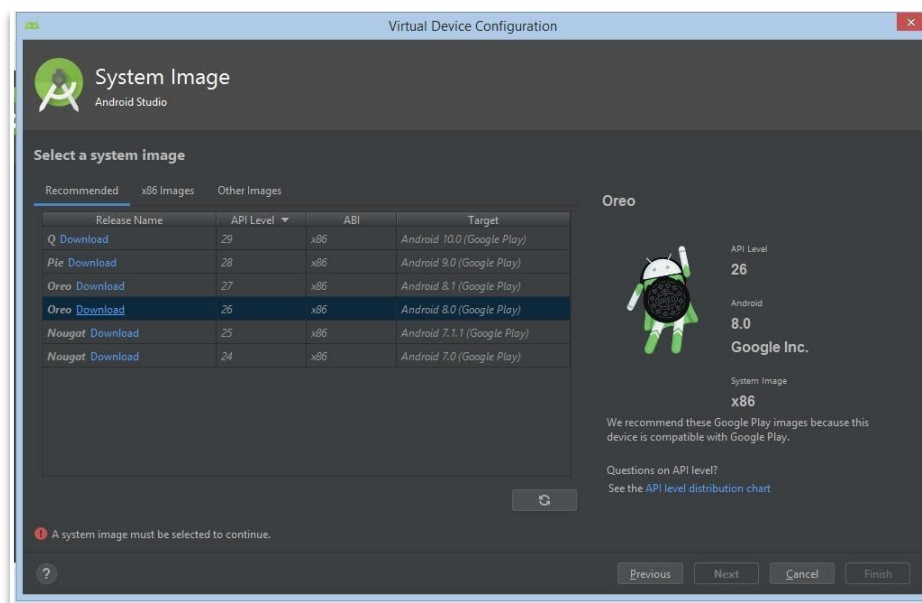 Virtual Device Configuration
System Image
Android Studio
Select a system image
Recommended x86 Images Other Images
Release Name API Level ABI Target
Q Download 29 x86 Android 10.0 (Google Play)
Pie Download 28 x86 Android 9.0 (Google Play)
Oreo Download 27 x86 Android 8.1 (Google Play)
Oreo Download 26 x86 Android 8.0 (Google Play)
Nougat Download 25 x86 Android 7.1.1 (Google Play)
Nougat Download 24 x86 Android 7.0 (Google Play)
Oreo
OREO
API Level
26
Android
8.0
Google Inc.
System Image
x86
We recommend these Google Play images because this
device is compatible with Google Play.
Questions on API level?
See the API level distribution chart
A system image must be selected to continue.
? Previous Next Cancel Finish